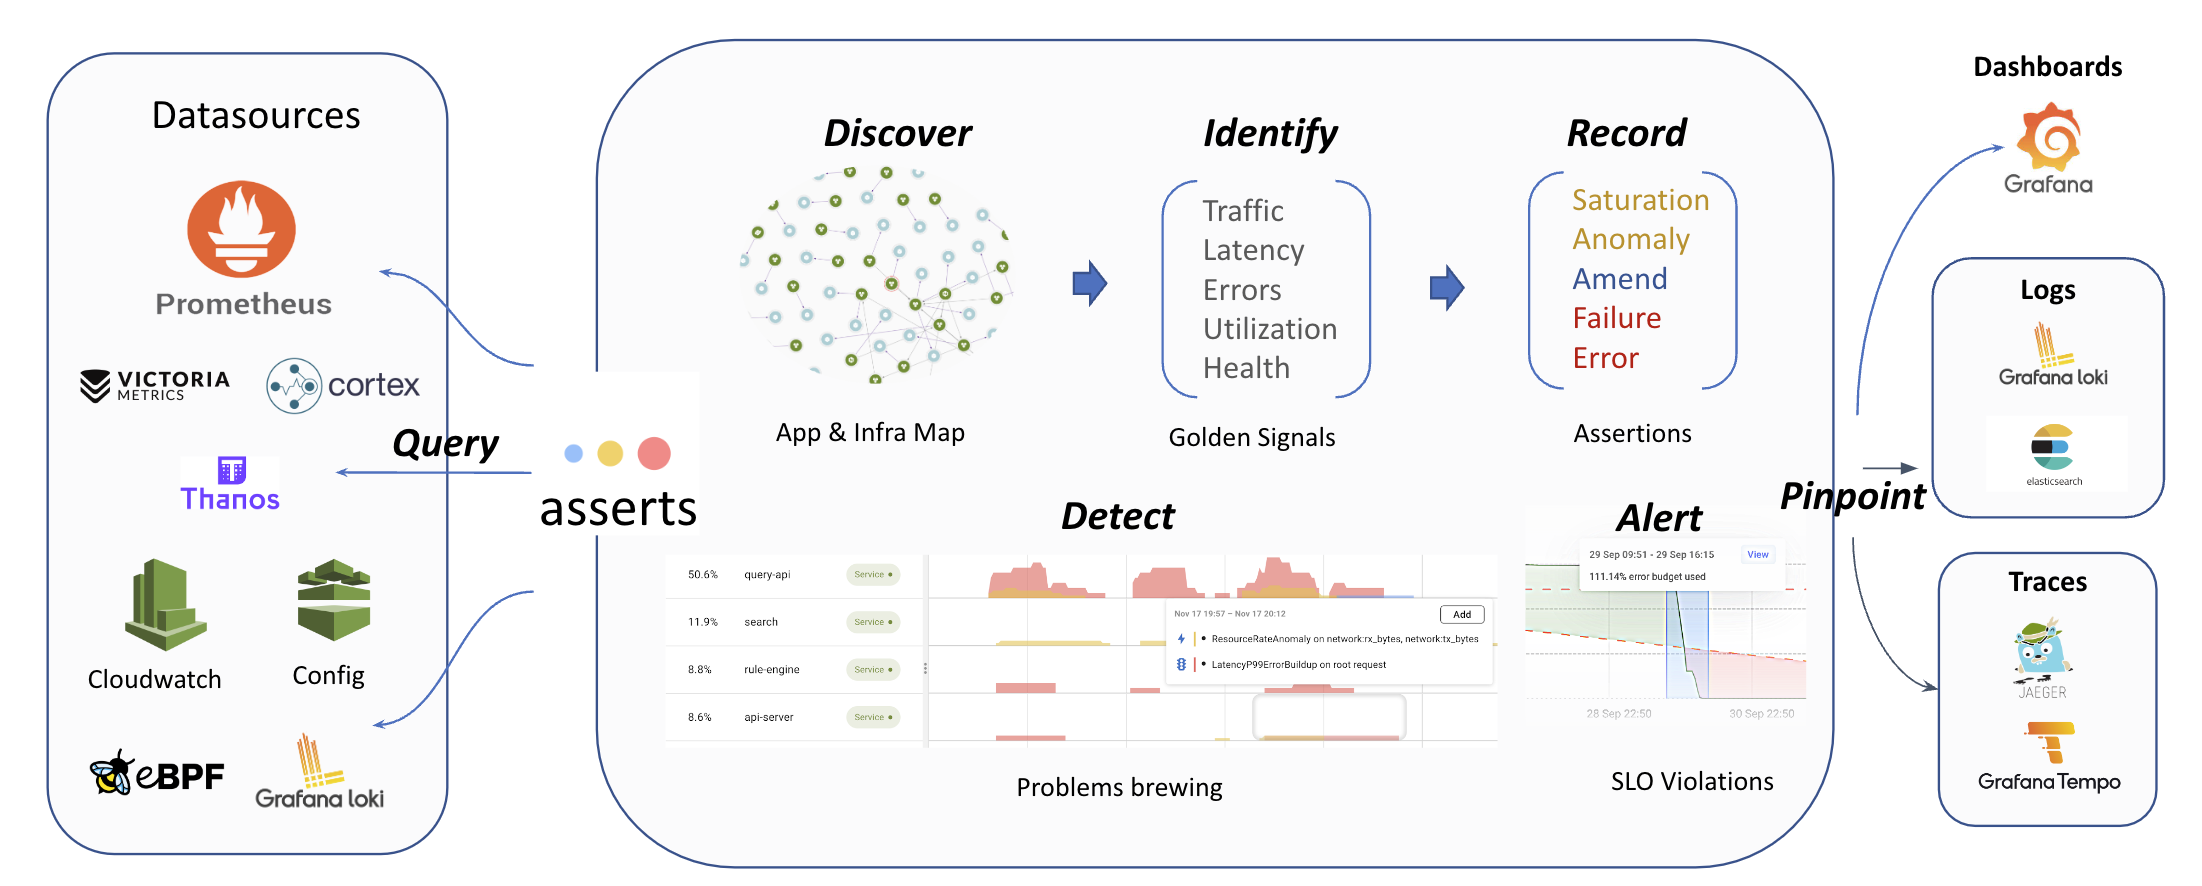 Datasources
Prometheus
VICTORIA
METRICS
cortex
Thanos
Cloudwatch
Config
eBPF
Grafana loki
Query
asserts
Discover
App & Infra Map
Identify
Traffic
Latency
Errors
Utilization
Health
Golden Signals
Record
Saturation
Anomaly
Amend
Failure
Error
Assertions
Detect
50.6% query-api Service
11.9% search Service
8.8% rule-engine Service
8.6% api-server Service
Nov 17 19:57 – Nov 17 20:12 Add
• ResourceRateAnomaly on network:rx_bytes, network:tx_bytes
• LatencyP99ErrorBuildup on root request
Problems brewing
Alert
29 Sep 09:51 - 29 Sep 16:15 View
111.14% error budget used
28 Sep 22:50 30 Sep 22:50
SLO Violations
Pinpoint
Dashboards
Grafana
Logs
Grafana loki
elasticsearch
Traces
JAEGER
Grafana Tempo